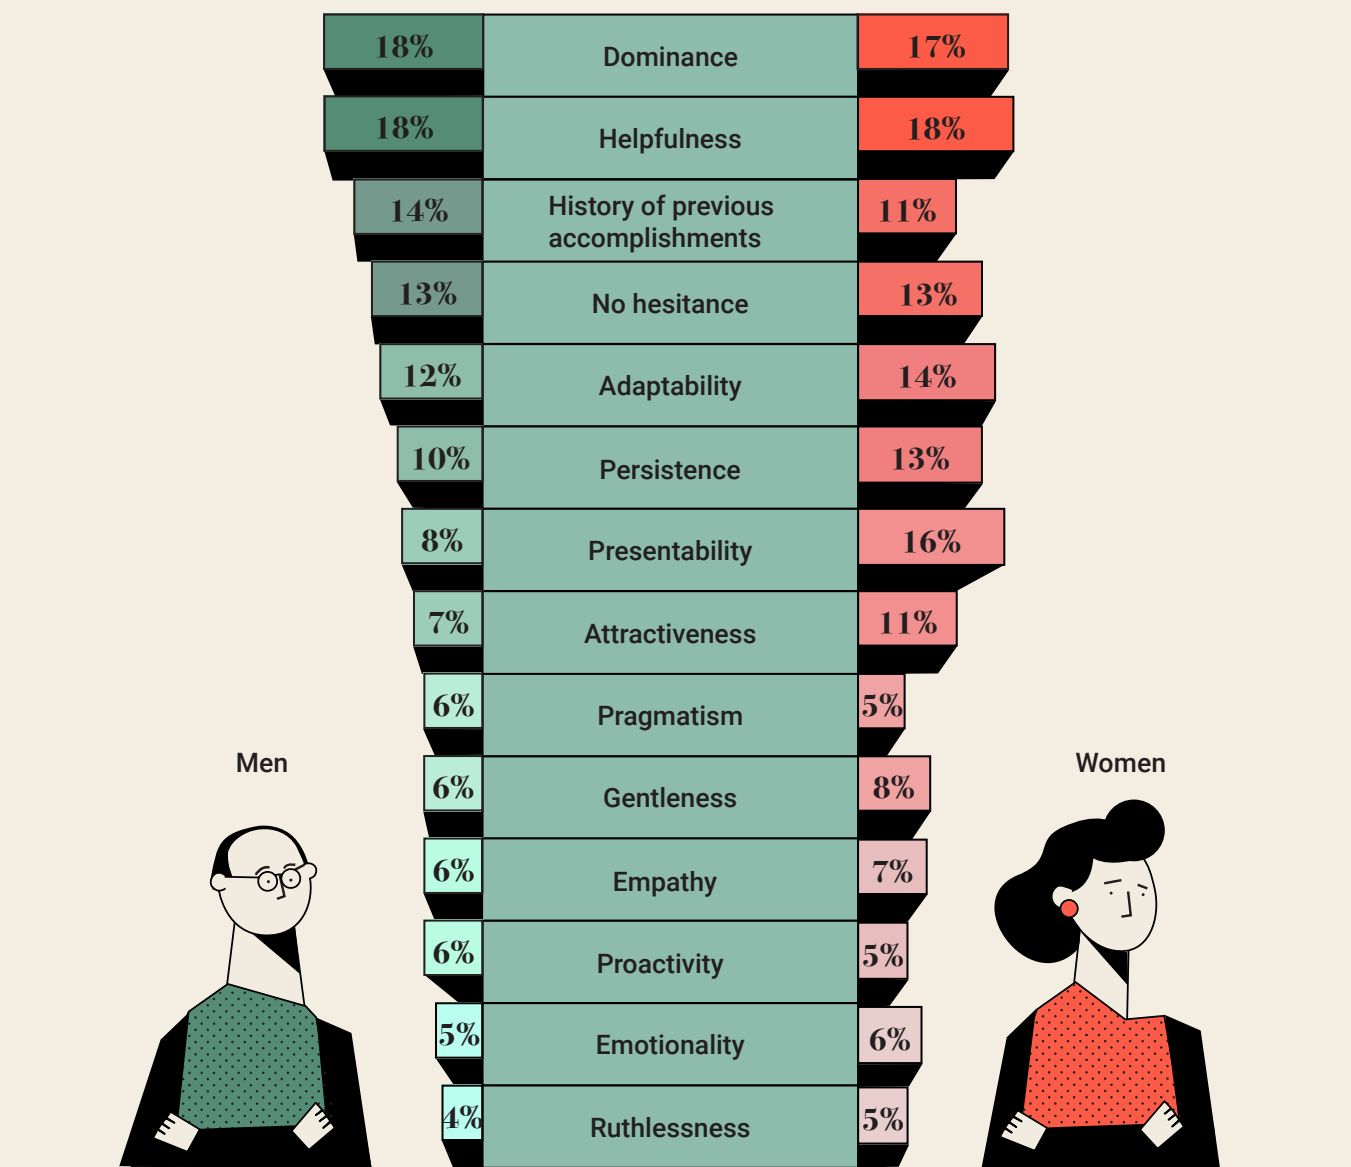 18% Dominance 17%
18% Helpfulness 18%
14% History of previous 11%
accomplishments
13% No hesitance 13%
12% Adaptability 14%
10% Persistence 13%
8% Presentability 16%
7% Attractiveness 11%
6% Pragmatism 5%
Men Women
6% Gentleness 8%
6% Empathy 7%
6% Proactivity 5%
5% Emotionality 6%
4% Ruthlessness 5%